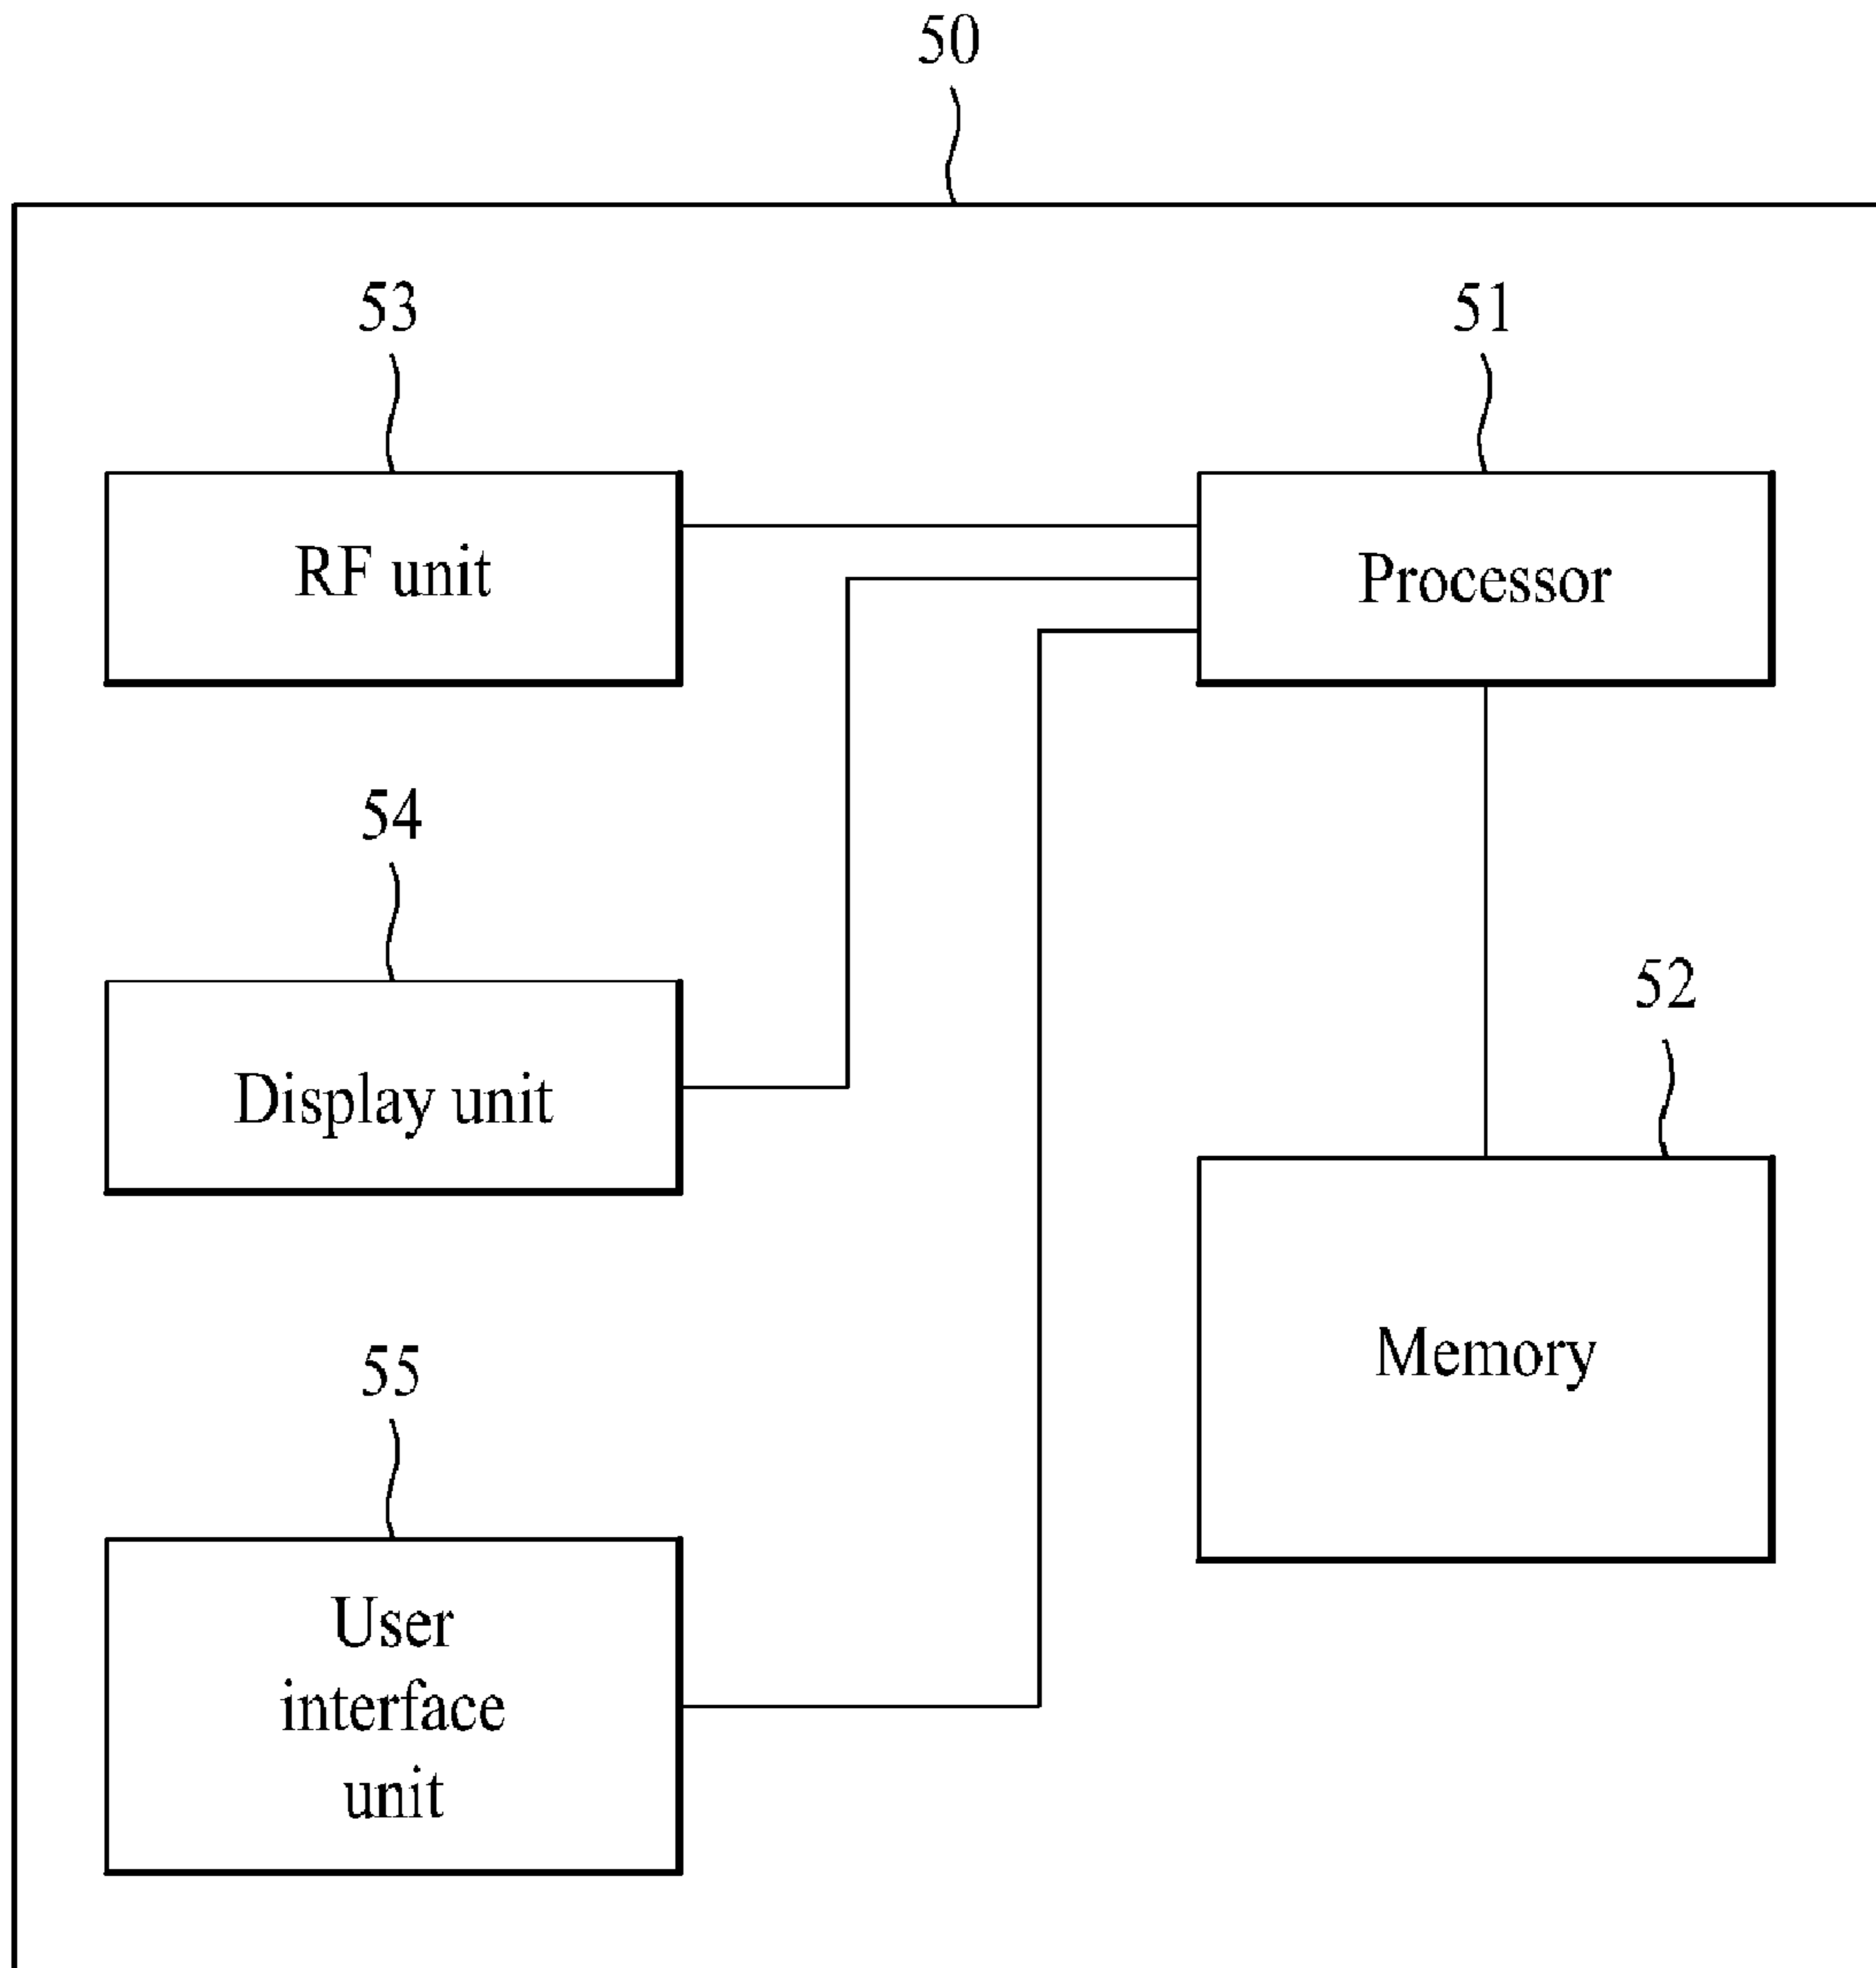 50
53
51
RF unit
Processor
54
52
Display unit
Memory
55
User
interface
unit